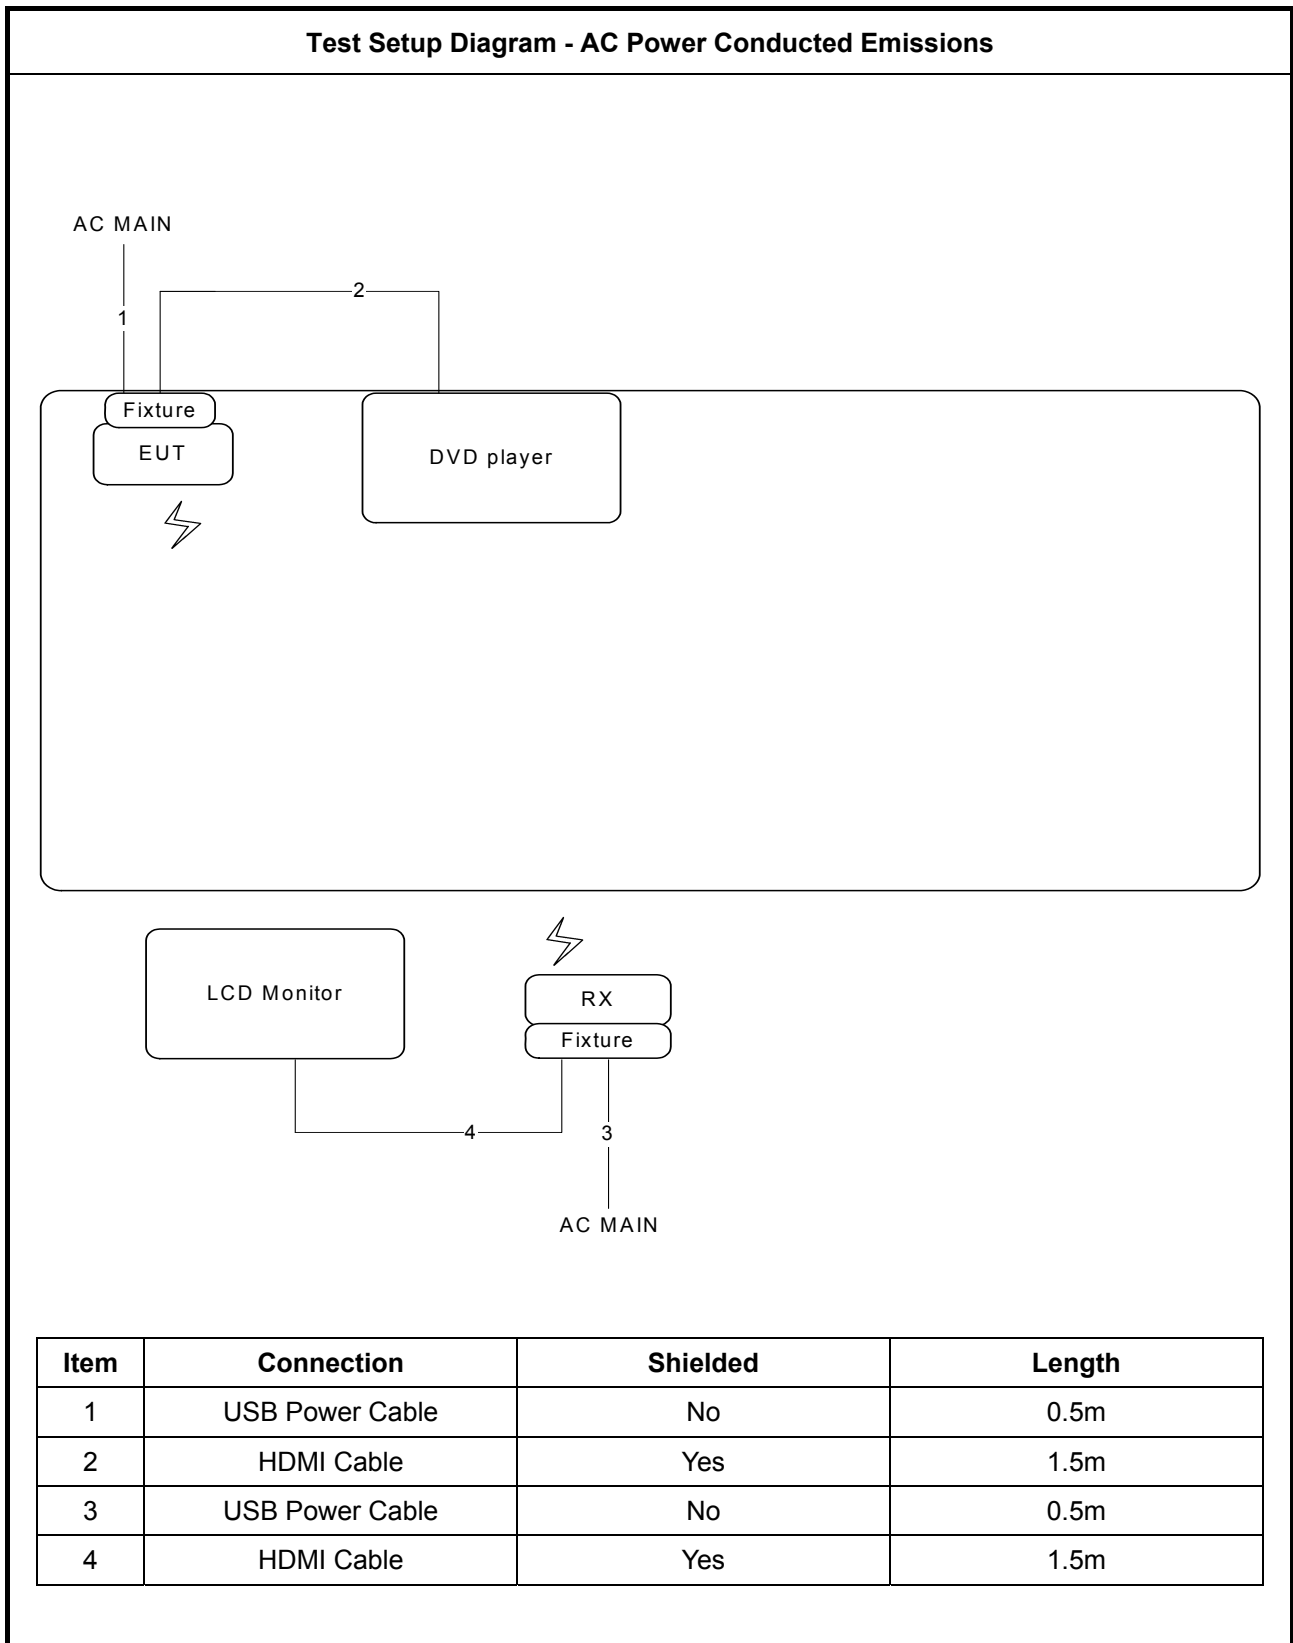 Test Setup Diagram - AC Power Conducted Emissions
AC MAIN
2
1
Fixture
EUT
DVD player
LCD Monitor
RX
Fixture
4
3
AC MAIN
Item Connection Shielded Length
1 USB Power Cable No 0.5m
2 HDMI Cable Yes 1.5m
3 USB Power Cable No 0.5m
4 HDMI Cable Yes 1.5m